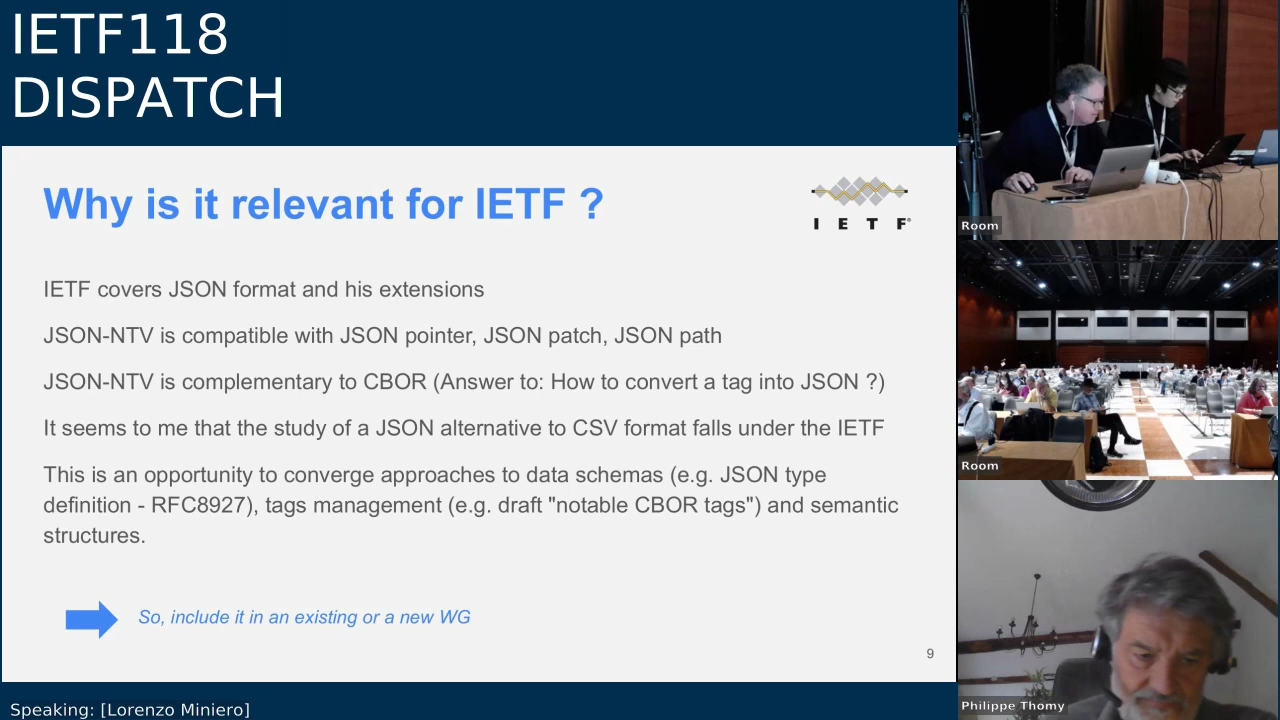 IETF118
DISPATCH
Why is it relevant for IETF ?
I E T F®
IETF covers JSON format and his extensions
JSON-NTV is compatible with JSON pointer, JSON patch, JSON path
JSON-NTV is complementary to CBOR (Answer to: How to convert a tag into JSON ?)
It seems to me that the study of a JSON alternative to CSV format falls under the IETF
This is an opportunity to converge approaches to data schemas (e.g. JSON type
definition - RFC8927), tags management (e.g. draft "notable CBOR tags") and semantic
structures.
So, include it in an existing or a new WG
9
Speaking: [Lorenzo Miniero]
Room
Room
Philippe Thomy